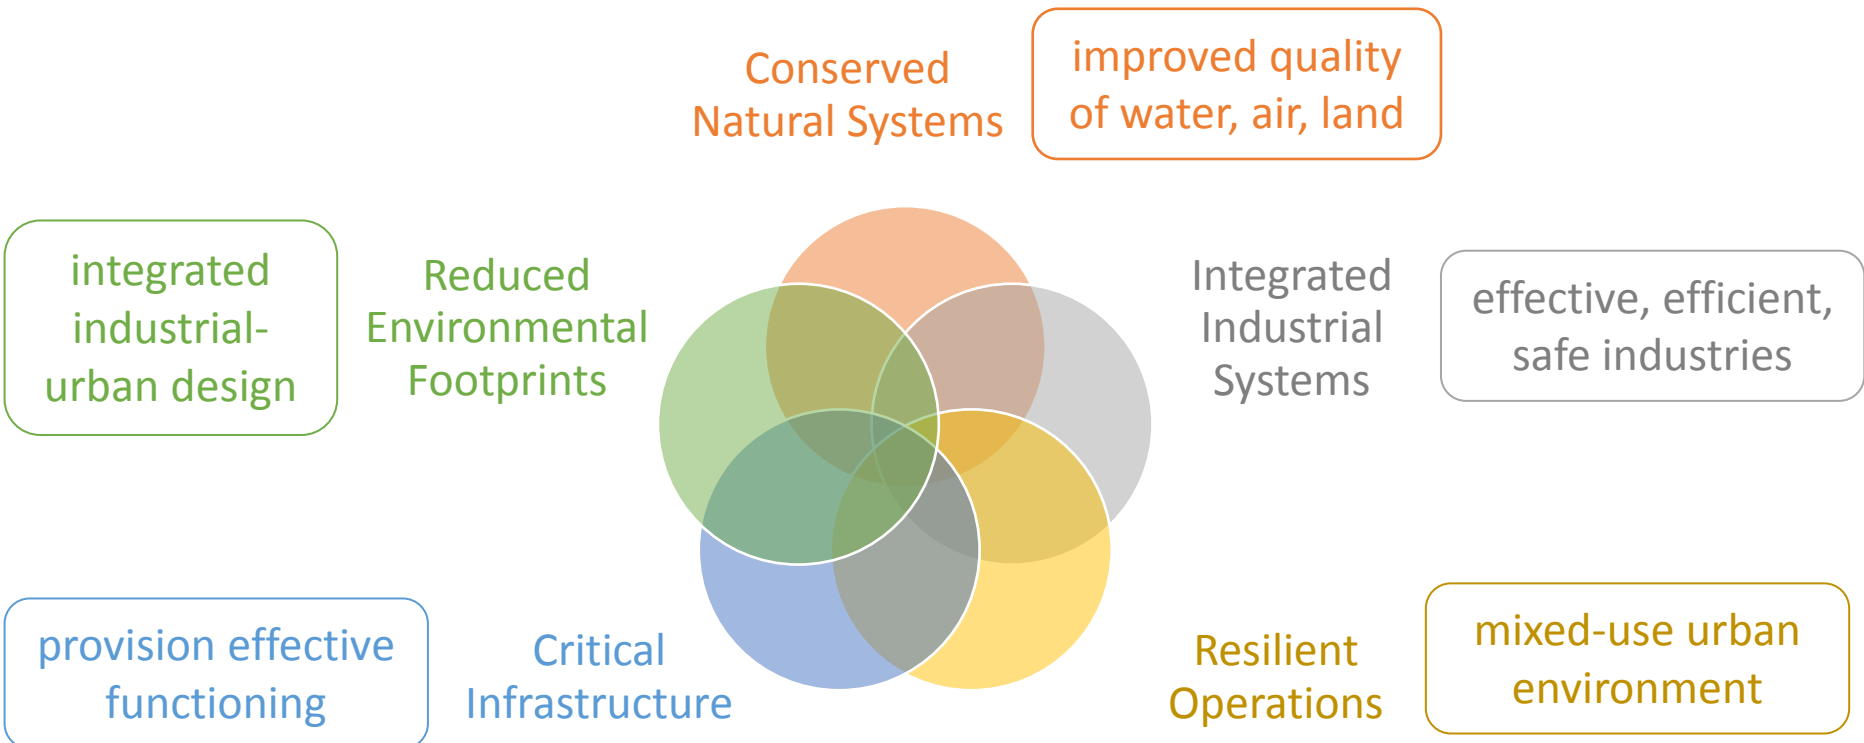 Conserved
Natural Systems
improved quality
of water, air, land
integrated
industrial-
urban design
Reduced
Environmental
Footprints
Integrated
Industrial
Systems
effective, efficient,
safe industries
provision effective
functioning
Critical
Infrastructure
Resilient
Operations
mixed-use urban
environment